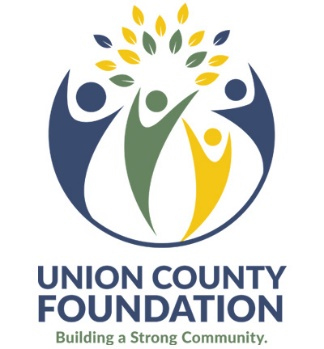 UNION COUNTY
FOUNDATION
Building a Strong Community.